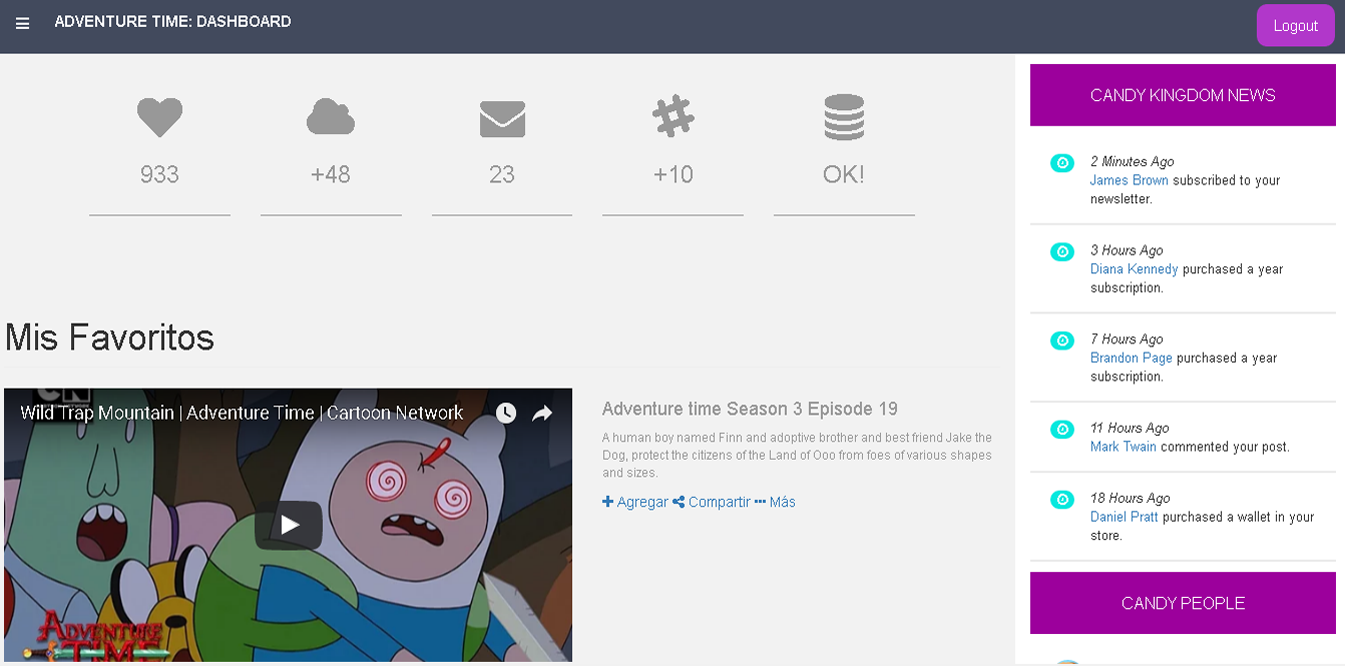 ADVENTURE TIME: DASHBOARD
Logout
933
+48
23
+10
OK!
Mis Favoritos
CN
Wild Trap Mountain | Adventure Time | Cartoon Network
ADVENTURE
TIME
Adventure time Season 3 Episode 19
A human boy named Finn and adoptive brother and best friend Jake the
Dog, protect the citizens of the Land of Ooo from foes of various shapes
and sizes.
Agregar Compartir Más
CANDY KINGDOM NEWS
2 Minutes Ago
James Brown subscribed to your
newsletter.
3 Hours Ago
Diana Kennedy purchased a year
subscription.
7 Hours Ago
Brandon Page purchased a year
subscription.
11 Hours Ago
Mark Twain commented your post.
18 Hours Ago
Daniel Pratt purchased a wallet in your
store.
CANDY PEOPLE